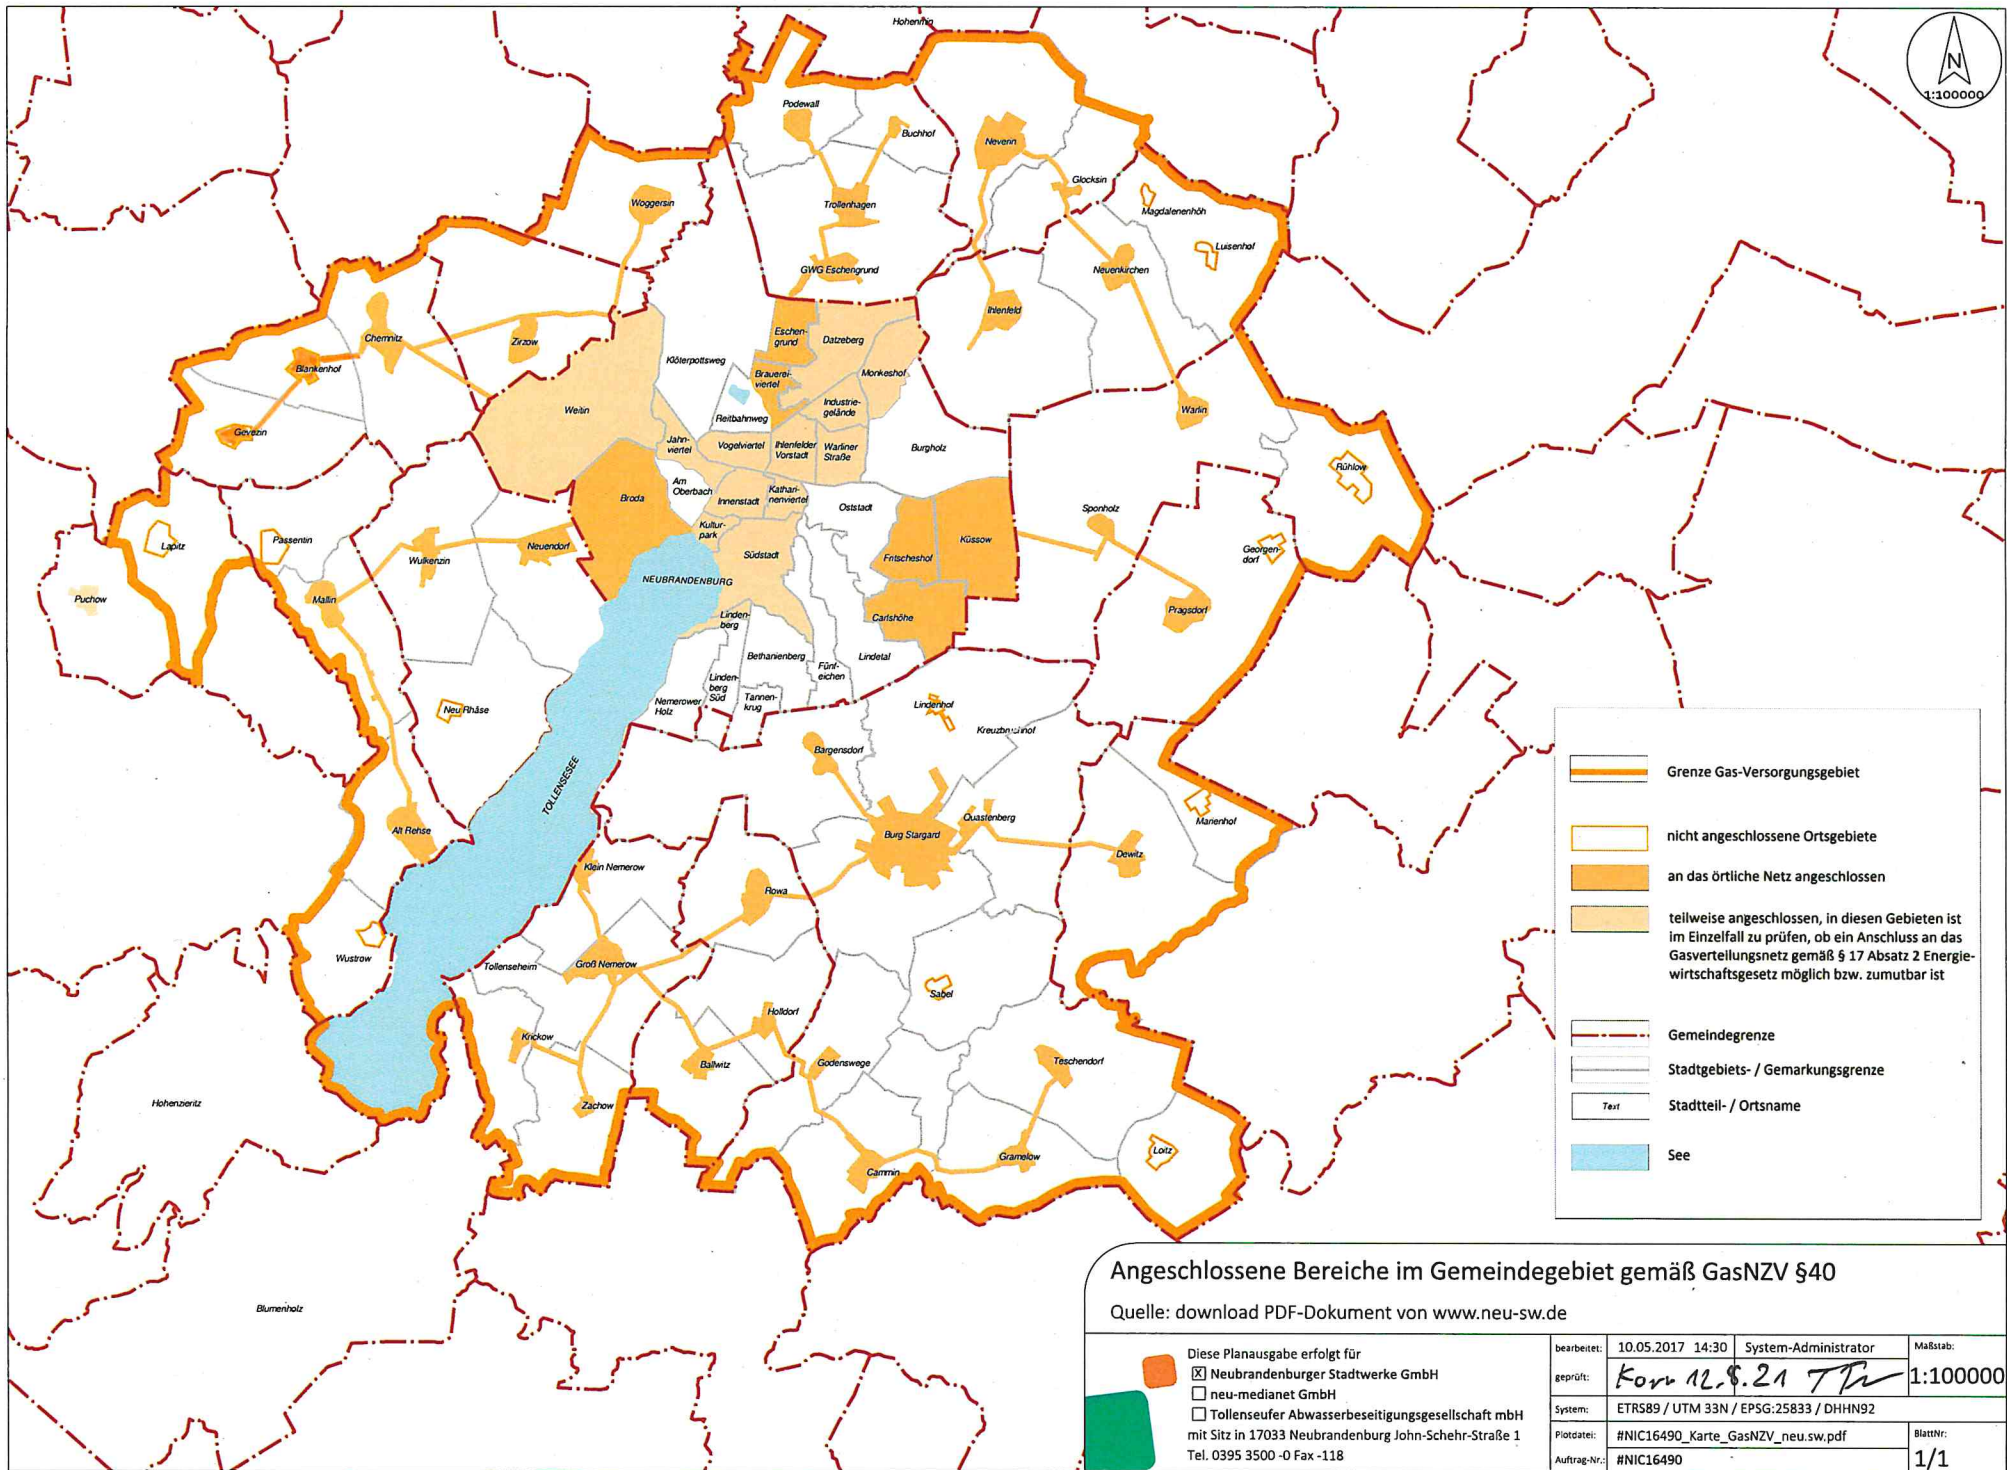 Hohenmin
N
1:100000
Podewall
Buchhof
Neverin
Glocksin
Magdalenenhöh
Luisenhof
Woggersin
Trollenhagen
GWG Eschengrund
Neuenkirchen
Ihlenfeld
Chemnitz
Zirzow
Blankenhof
Gevezin
Eschen-
grund
Datzeberg
Klöterpottsweg
Brauerei-
viertel
Monkeshof
Weitin
Reitbahnweg
Industrie-
gelände
Warlin
Jahn-
viertel
Vogelviertel
Ihlenfelder
Vorstadt
Warliner
Straße
Burgholz
Rühlow
Broda
Am
Oberbach
Innenstadt
Kathari-
nenviertel
Oststadt
Sponholz
Kultur-
park
Südstadt
Fritscheshof
Küssow
Georgen-
dorf
Lapitz
Passentin
Wulkenzin
Neuendorf
NEUBRANDENBURG
Puchow
Mallin
Linden-
berg
Carlshöhe
Pragsdorf
Bethanienberg
Fünf-
eichen
Lindetal
Linden-
berg
Süd
Tannen-
krug
Nemerower
Holz
Neu Rhäse
Lindenhof
Kreuzbruchhof
Bargensdorf
TOLLENSESEE
Alt Rehse
Burg Stargard
Quastenberg
Marienhof
Dewitz
Klein Nemerow
Rowa
Wustrow
Tollenseheim
Groß Nemerow
Sabel
Krickow
Holldorf
Ballwitz
Godenswege
Teschendorf
Zachow
Hohenzieritz
Cammin
Gramelow
Loitz
Blumenholz
Grenze Gas-Versorgungsgebiet
nicht angeschlossene Ortsgebiete
an das örtliche Netz angeschlossen
teilweise angeschlossen, in diesen Gebieten ist
im Einzelfall zu prüfen, ob ein Anschluss an das
Gasverteilungsnetz gemäß § 17 Absatz 2 Energie-
wirtschaftsgesetz möglich bzw. zumutbar ist
Gemeindegrenze
Stadtgebiets- / Gemarkungsgrenze
Text Stadtteil- / Ortsname
See
Angeschlossene Bereiche im Gemeindegebiet gemäß GasNZV §40
Quelle: download PDF-Dokument von www.neu-sw.de
Diese Planausgabe erfolgt für
Neubrandenburger Stadtwerke GmbH
neu-medianet GmbH
Tollenseufer Abwasserbeseitigungsgesellschaft mbH
mit Sitz in 17033 Neubrandenburg John-Schehr-Straße 1
Tel. 0395 3500 -0 Fax -118
bearbeitet: 10.05.2017 14:30 System-Administrator
geprüft: 12.8.21
Maßstab:
1:100000
System: ETRS89 / UTM 33N / EPSG:25833 / DHHN92
Plotdatei: #NIC16490_Karte_GasNZV_neu.sw.pdf
Auftrag-Nr.: #NIC16490
BlattNr:
1/1